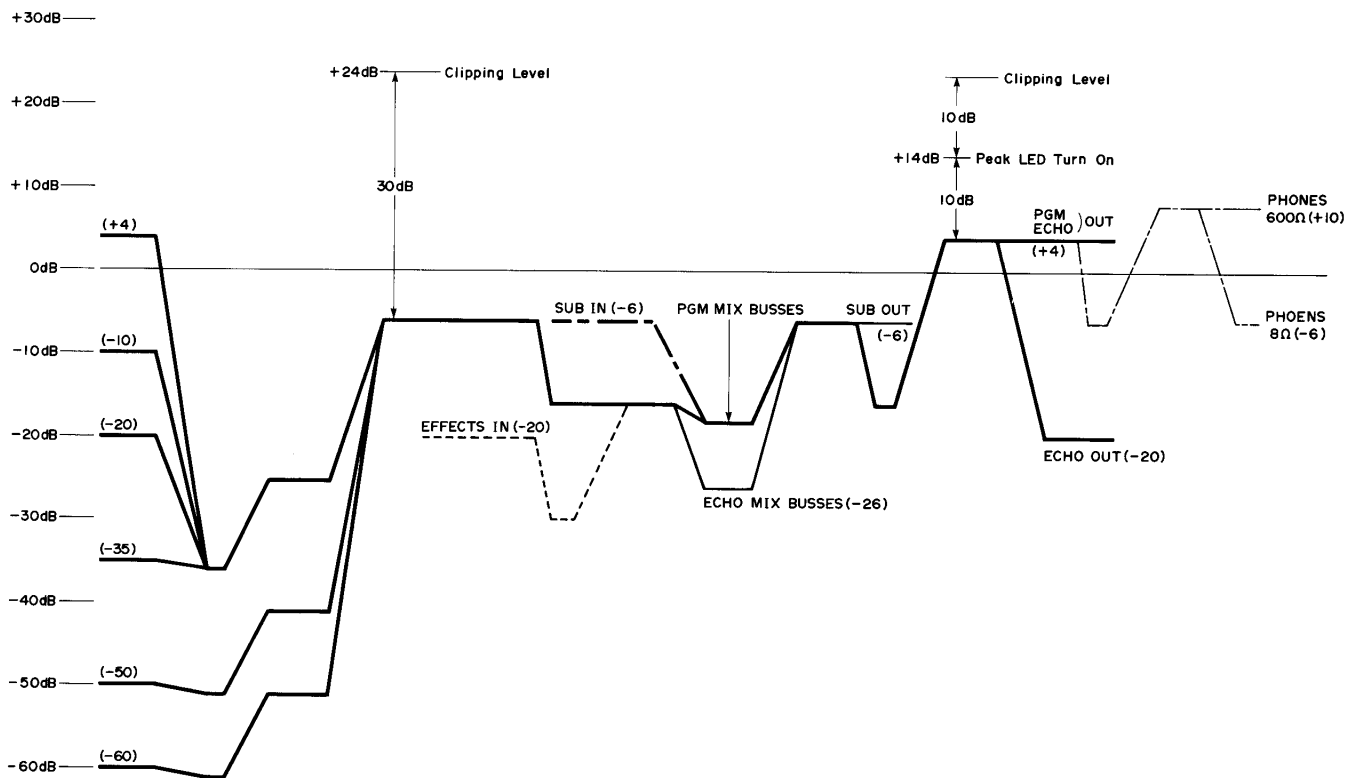 +30dB
+24dB
Clipping Level
Clipping Level
+20dB
10dB
+14dB
Peak LED Turn On
+10dB
30dB
10dB
PHONES
600Ω(+10)
(+4)
PGM
ECHO) OUT
(+4)
0dB
SUB IN (-6)
PGM MIX BUSSES
SUB OUT
(-6)
PHOENS
8Ω(-6)
-10dB
(-10)
-20dB
(-20)
EFFECTS IN (-20)
ECHO OUT (-20)
ECHO MIX BUSSES (-26)
-30dB
(-35)
-40dB
-50dB
(-50)
-60dB
(-60)